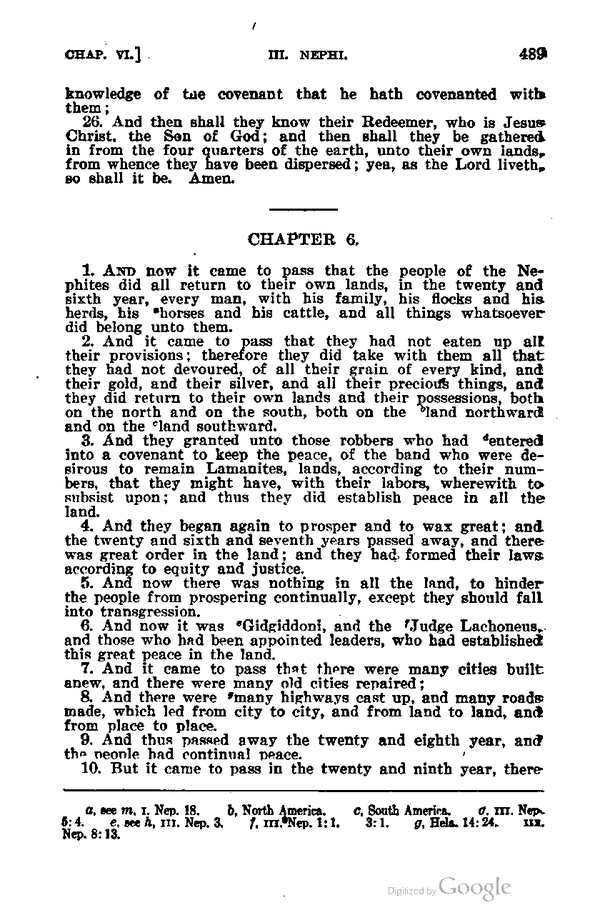 CHAP. VI.] III. NEPHI. 489
knowledge of the covenant that he hath covenanted with
them;
26. And then shall they know their Redeemer, who is Jesus
Christ, the Son of God; and then shall they be gathered
in from the four quarters of the earth, unto their own lands,
from whence they have been dispersed; yea, as the Lord liveth,
so shall it be. Amen.
CHAPTER 6.
1. AND now it came to pass that the people of the Ne-
phites did all return to their own lands, in the twenty and
sixth year, every man, with his family, his flocks and his
herds, his ᵃhorses and his cattle, and all things whatsoever
did belong unto them.
2. And it came to pass that they had not eaten up all
their provisions; therefore they did take with them all that
they had not devoured, of all their grain of every kind, and
their gold, and their silver, and all their precious things, and
they did return to their own lands and their possessions, both
on the north and on the south, both on the ᵇland northward
and on the ᶜland southward.
3. And they granted unto those robbers who had ᵈentered
into a covenant to keep the peace, of the band who were de-
sirous to remain Lamanites, lands, according to their num-
bers, that they might have, with their labors, wherewith to
subsist upon; and thus they did establish peace in all the
land.
4. And they began again to prosper and to wax great; and
the twenty and sixth and seventh years passed away, and there
was great order in the land; and they had formed their laws
according to equity and justice.
5. And now there was nothing in all the land, to hinder
the people from prospering continually, except they should fall
into transgression.
6. And now it was ᵉGidgiddoni, and the ᶠJudge Lachoneus,
and those who had been appointed leaders, who had established
this great peace in the land.
7. And it came to pass that there were many cities built
anew, and there were many old cities repaired;
8. And there were ᵍmany highways cast up, and many roads
made, which led from city to city, and from land to land, and
from place to place.
9. And thus passed away the twenty and eighth year, and
the people had continual peace.
10. But it came to pass in the twenty and ninth year, there
a, see m, I. Nep. 18. b, North America. c, South America. d. III. Nep.
5:4. e, see h, III. Nep. 3. f, III. Nep. 1:1. 3:1. g, Hela. 14:24. III.
Nep. 8:13.
Digitized by Google